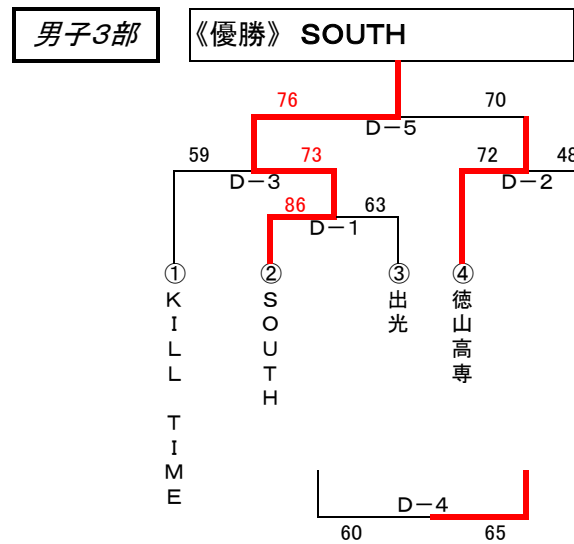 男子３部
《優勝》 ＳＯＵＴＨ
76
70
Ｄ－５
59
73
72
48
Ｄ－３
Ｄ－２
86
63
Ｄ－１
①
②
③
④
ＫＩＬＬ ＴＩＭＥ
ＳＯＵＴＨ
出光
徳山高専
Ｄ－４
60
65